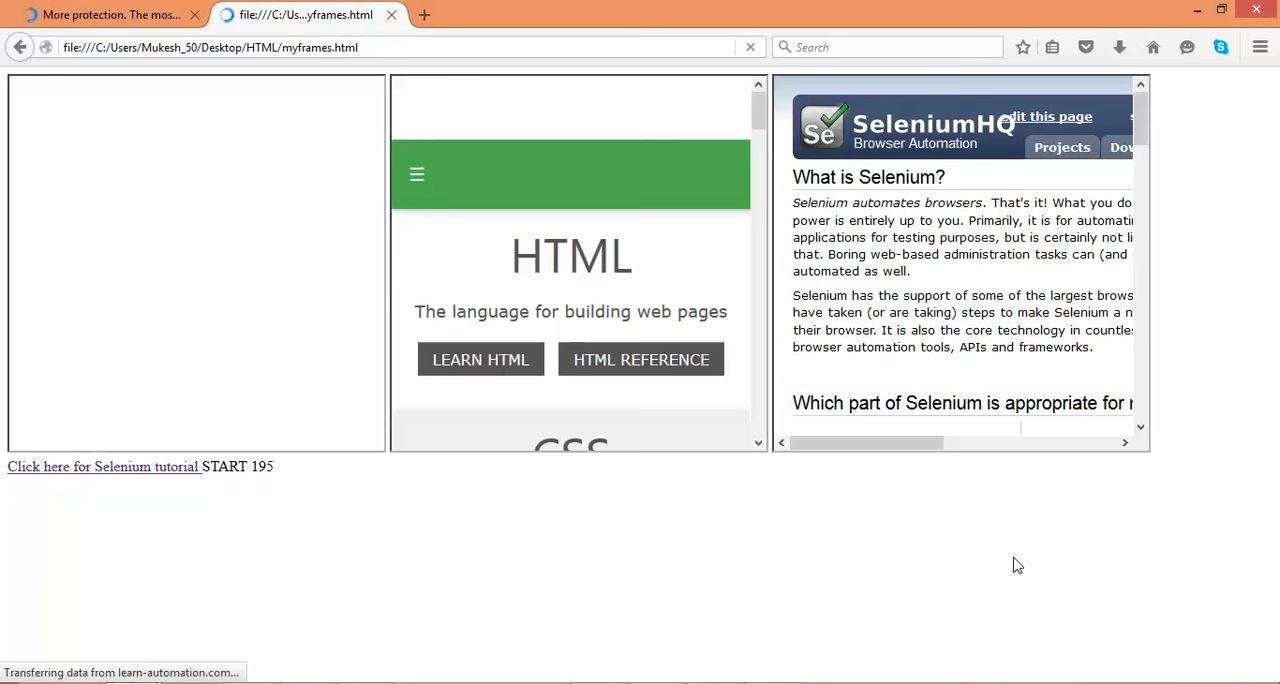 More protection. The mos...
file:///C:/Us...yframes.html
file:///C:/Users/Mukesh_50/Desktop/HTML/myframes.html
Search
HTML
The language for building web pages
LEARN HTML
HTML REFERENCE
CSS
Se
SeleniumHQ
Browser Automation
edit this page
Projects
Dow
What is Selenium?
Selenium automates browsers. That's it! What you do
power is entirely up to you. Primarily, it is for automatin
applications for testing purposes, but is certainly not li
that. Boring web-based administration tasks can (and
automated as well.
Selenium has the support of some of the largest brows
have taken (or are taking) steps to make Selenium a n
their browser. It is also the core technology in countles
browser automation tools, APIs and frameworks.
Which part of Selenium is appropriate for
Click here for Selenium tutorial START 195
Transferring data from learn-automation.com...